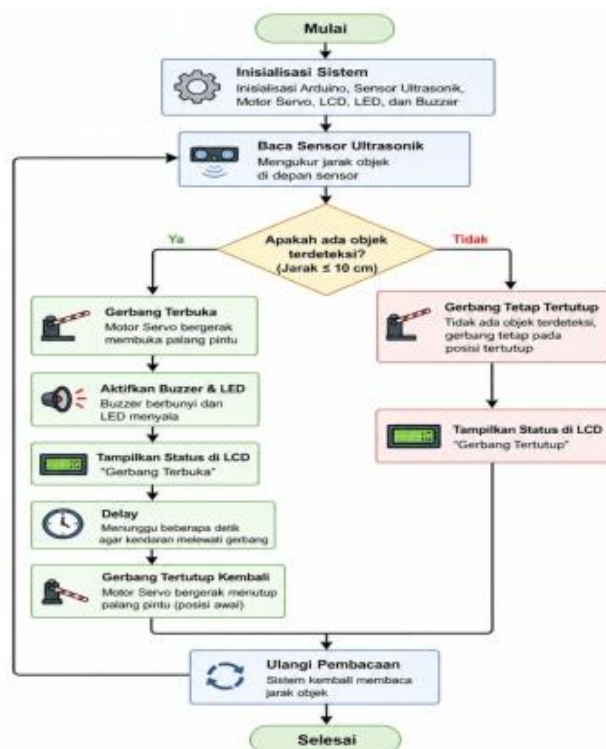 Mulai
Inisialisasi Sistem
Inisialisasi Arduino, Sensor Ultrasonik,
Motor Servo, LCD, LED, dan Buzzer
Baca Sensor Ultrasonik
Mengukur jarak objek
di depan sensor
Ya
Apakah ada objek
terdeteksi?
(Jarak ≤ 10 cm)
Tidak
Gerbang Terbuka
Motor Servo bergerak
membuka palang pintu
Aktifkan Buzzer & LED
Buzzer berbunyi dan
LED menyala
Tampilkan Status di LCD
"Gerbang Terbuka"
Delay
Menunggu beberapa detik
agar kendaran melewati gerbang
Gerbang Tertutup Kembali
Motor Servo bergerak menutup
palang pintu (posisi awal)
Gerbang Tetap Tertutup
Tidak ada objek terdeteksi,
gerbang tetap pada
posisi tertutup
Tampilkan Status di LCD
"Gerbang Tertutup"
Ulangi Pembacaan
Sistem kembali membaca
jarak objek
Selesai